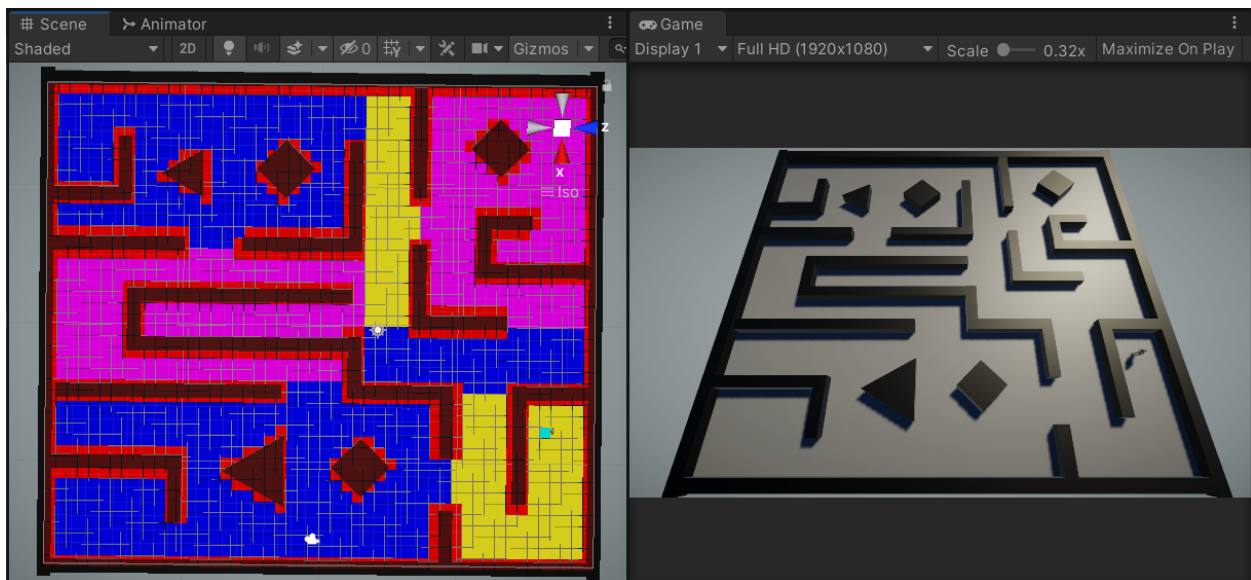 Scene Animator
Shaded 2D 0 Gizmos
z
x
Iso
Game
Display 1 Full HD (1920x1080) Scale 0.32x Maximize On Play